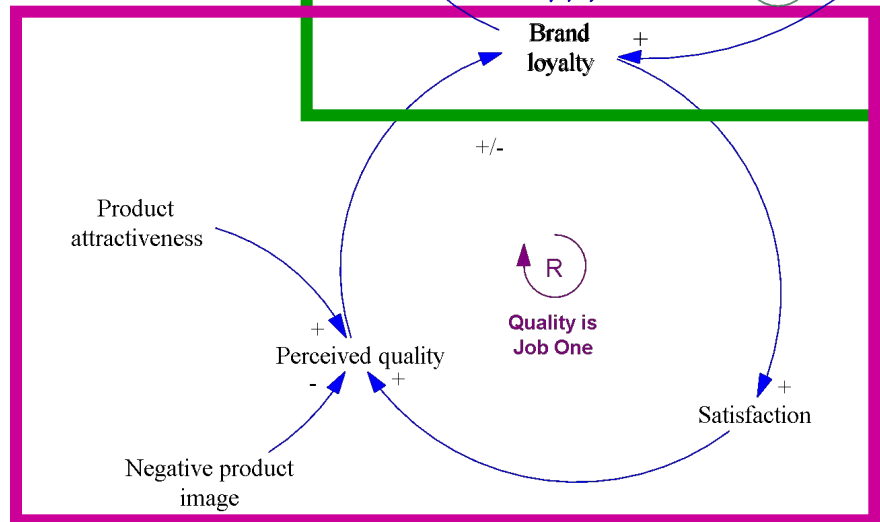 Brand
loyalty
+
+/-
Product
attractiveness
R
Quality is
Job One
+
Perceived quality
-
+
+
Satisfaction
Negative product
image